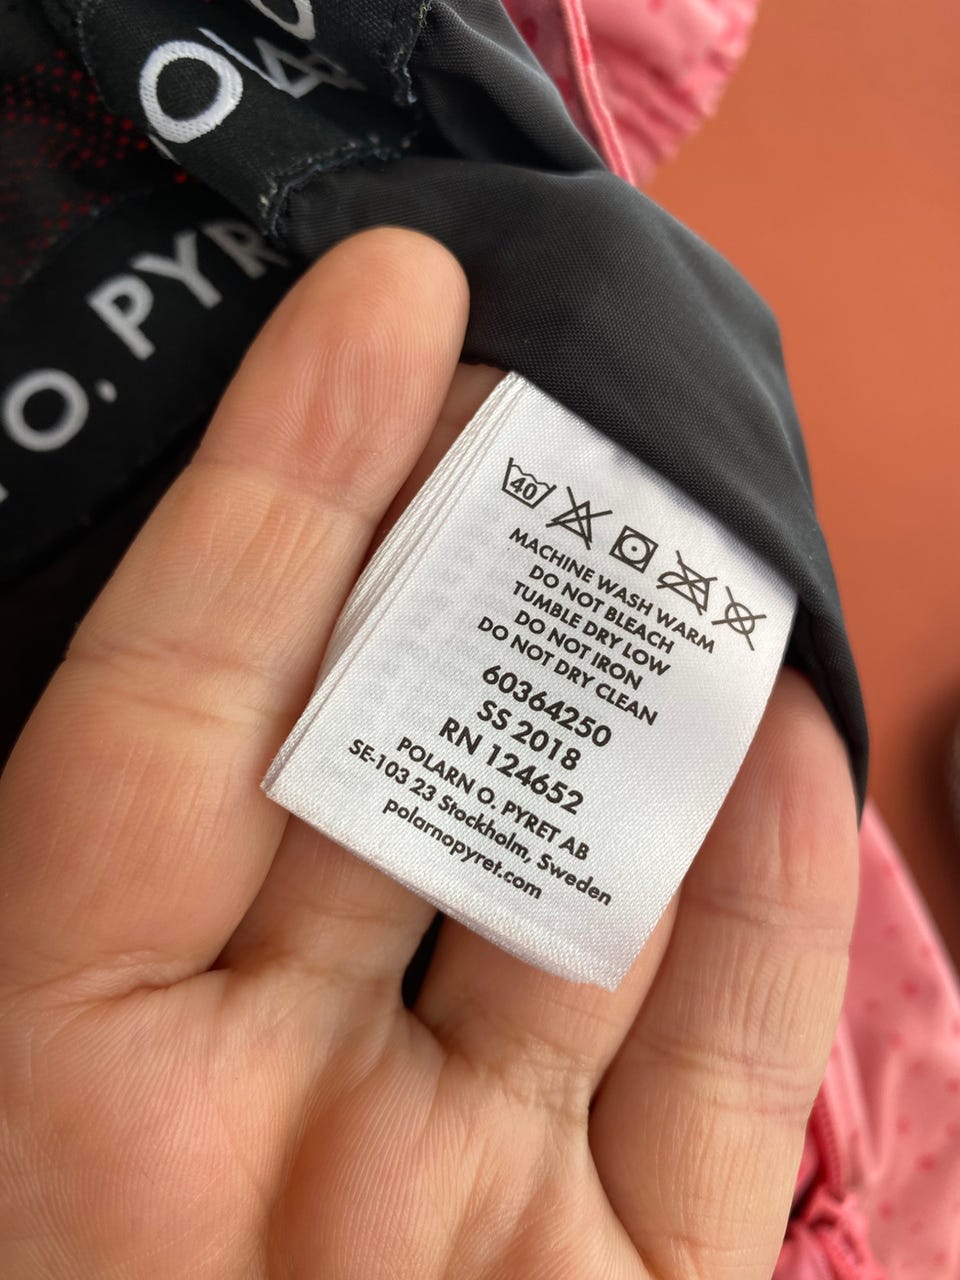 O. PYR
40
MACHINE WASH WARM
DO NOT BLEACH
TUMBLE DRY LOW
DO NOT IRON
DO NOT DRY CLEAN
60364250
SS 2018
RN 124652
POLARN O. PYRET AB
SE-103 23 Stockholm, Sweden
polarnopyret.com